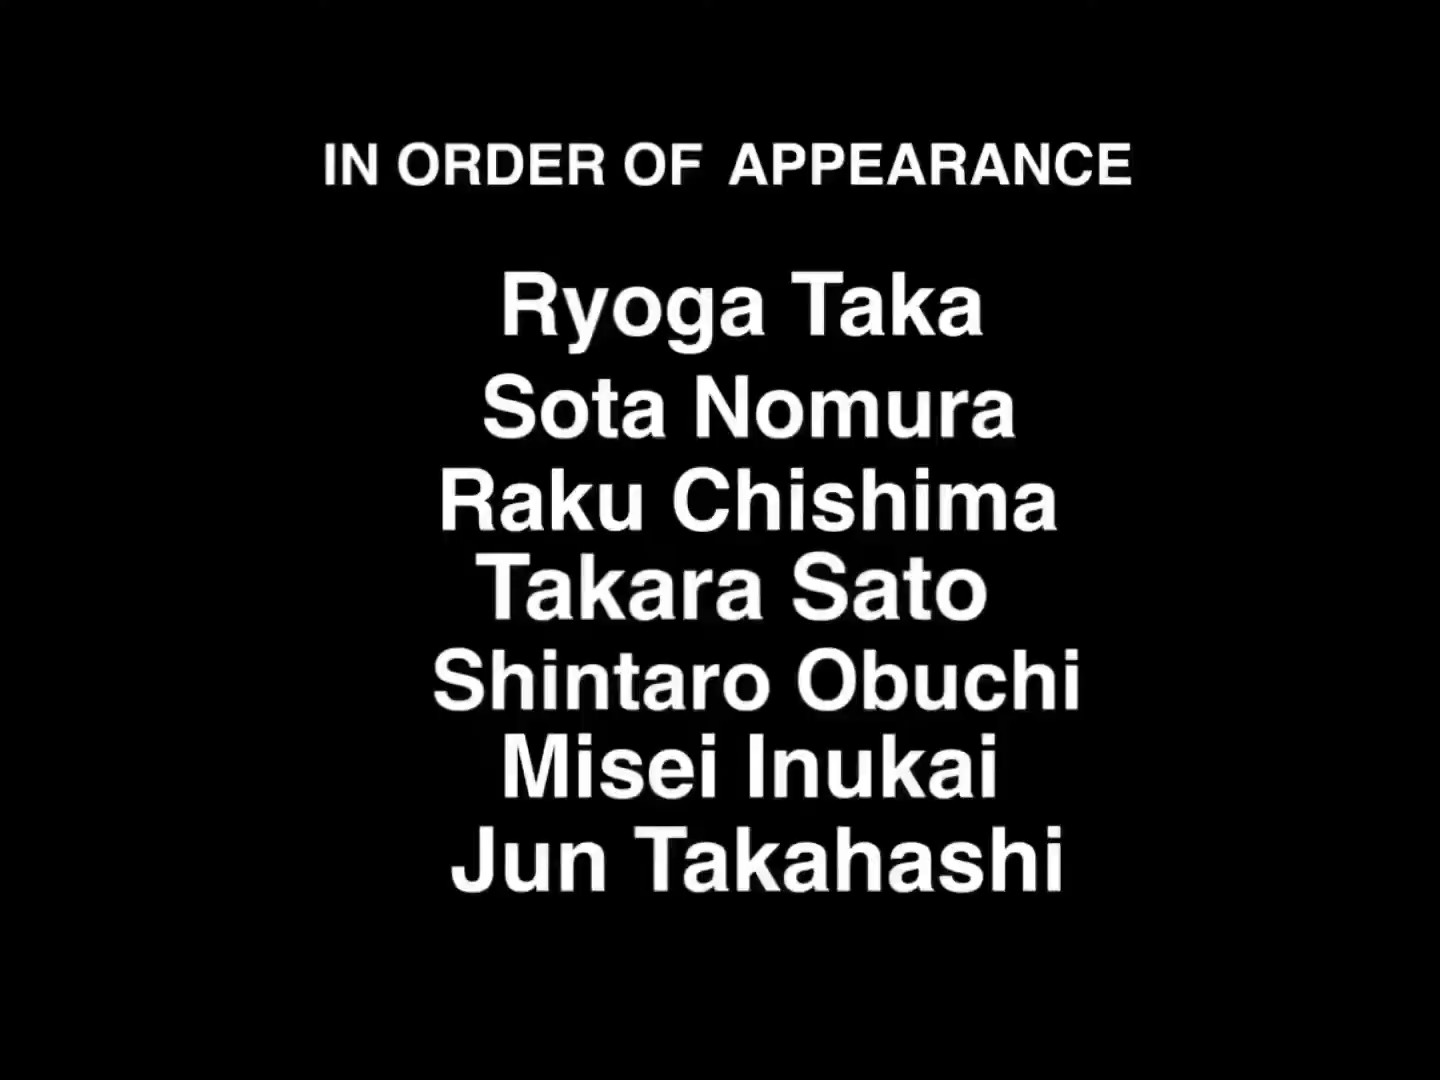 IN ORDER OF APPEARANCE
Ryoga Taka
Sota Nomura
Raku Chishima
Takara Sato
Shintaro Obuchi
Misei Inukai
Jun Takahashi